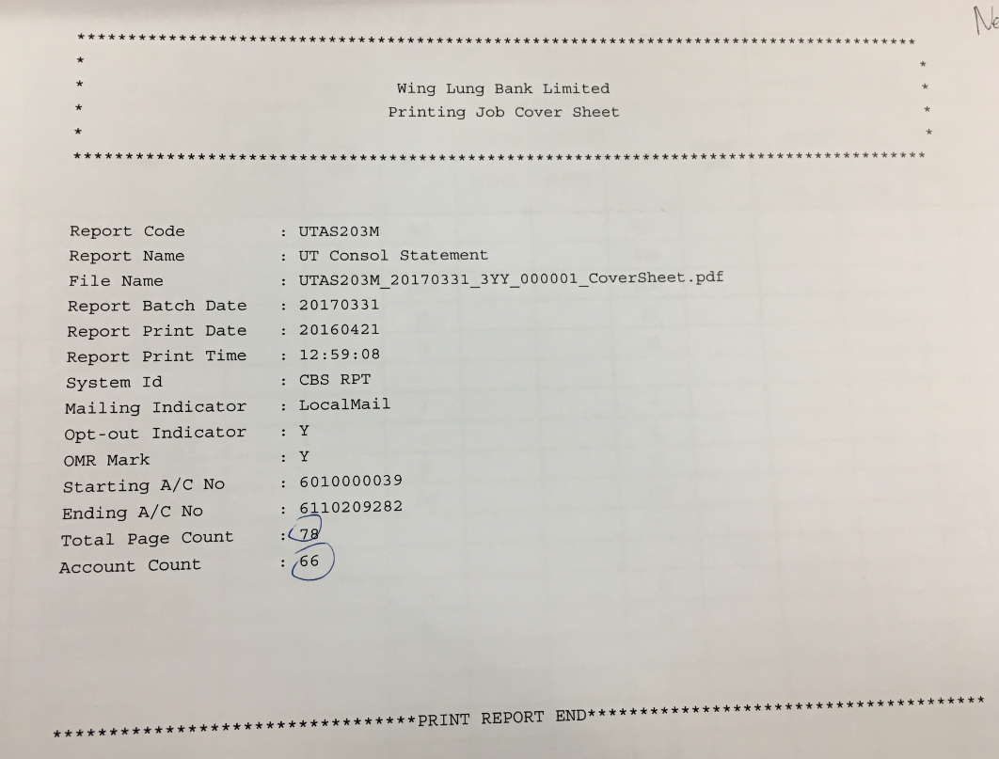 ****************************************************************************************
*                                                                                      *
*                              Wing Lung Bank Limited                                  *
*                             Printing Job Cover Sheet                                 *
*                                                                                      *
****************************************************************************************
Report Code : UTAS203M
Report Name : UT Consol Statement
File Name : UTAS203M_20170331_3YY_000001_CoverSheet.pdf
Report Batch Date : 20170331
Report Print Date : 20160421
Report Print Time : 12:59:08
System Id : CBS RPT
Mailing Indicator : LocalMail
Opt-out Indicator : Y
OMR Mark : Y
Starting A/C No : 6010000039
Ending A/C No : 6110209282
Total Page Count : 78
Account Count : 66
*********************************PRINT REPORT END**************************************